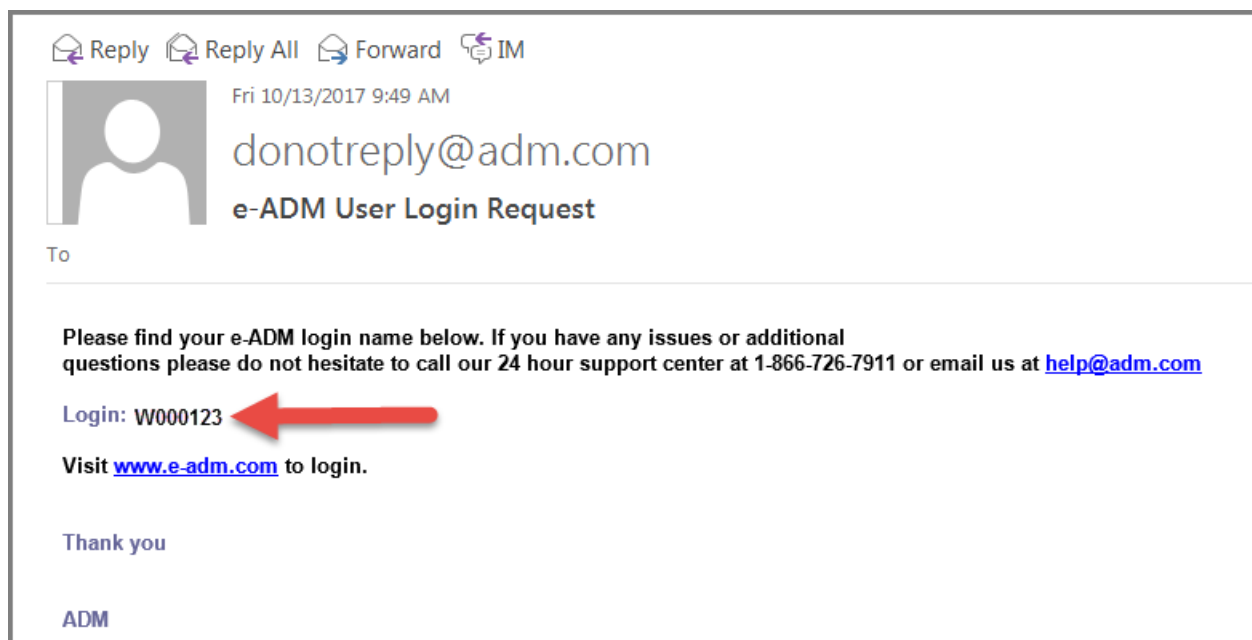 Reply Reply All Forward IM
Fri 10/13/2017 9:49 AM
donotreply@adm.com
e-ADM User Login Request
To
Please find your e-ADM login name below. If you have any issues or additional
questions please do not hesitate to call our 24 hour support center at 1-866-726-7911 or email us at help@adm.com
Login: W000123
Visit www.e-adm.com to login.
Thank you
ADM